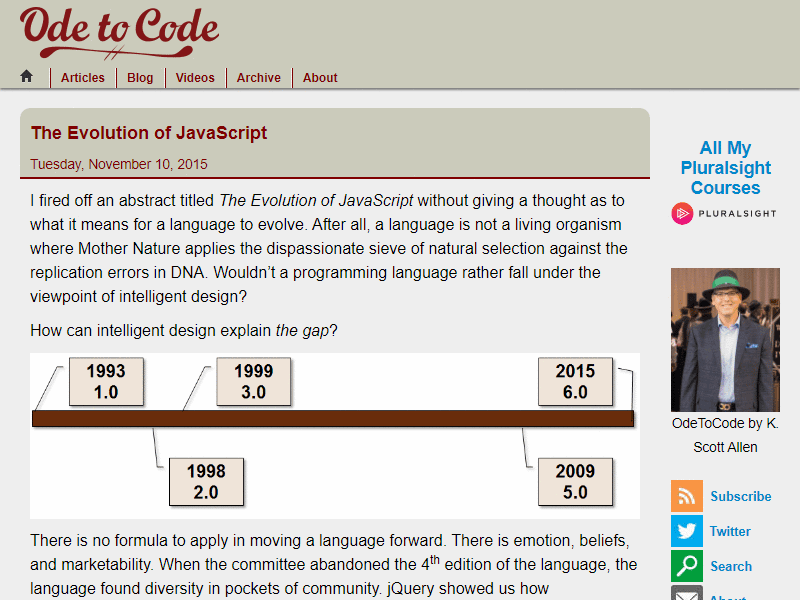 Ode to Code
Articles
Blog
Videos
Archive
About
The Evolution of JavaScript
Tuesday, November 10, 2015
I fired off an abstract titled The Evolution of JavaScript without giving a thought as to
what it means for a language to evolve. After all, a language is not a living organism
where Mother Nature applies the dispassionate sieve of natural selection against the
replication errors in DNA. Wouldn’t a programming language rather fall under the
viewpoint of intelligent design?
How can intelligent design explain the gap?
1993
1.0
1999
3.0
2015
6.0
1998
2.0
2009
5.0
There is no formula to apply in moving a language forward. There is emotion, beliefs,
and marketability. When the committee abandoned the 4th edition of the language, the
language found diversity in pockets of community. jQuery showed us how
All My
Pluralsight
Courses
PLURALSIGHT
OdeToCode by K.
Scott Allen
Subscribe
Twitter
Search
About